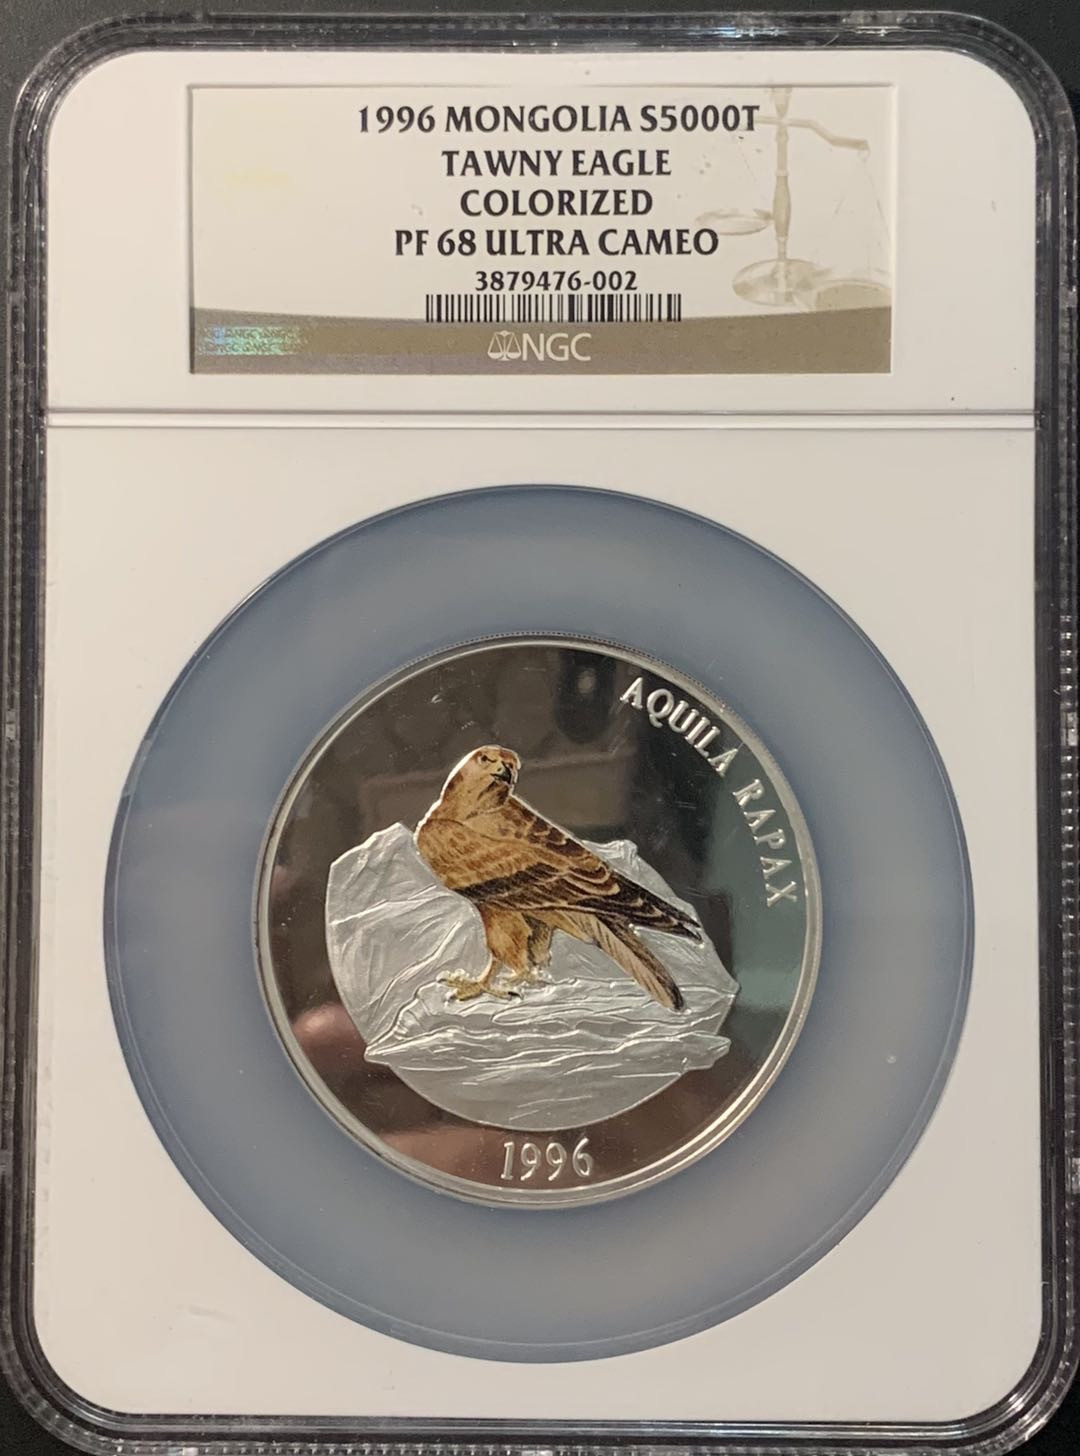 1996 MONGOLIA S5000T
TAWNY EAGLE
COLORIZED
PF 68 ULTRA CAMEO
3879476-002
NGC
AQUILA RAPAX
1996